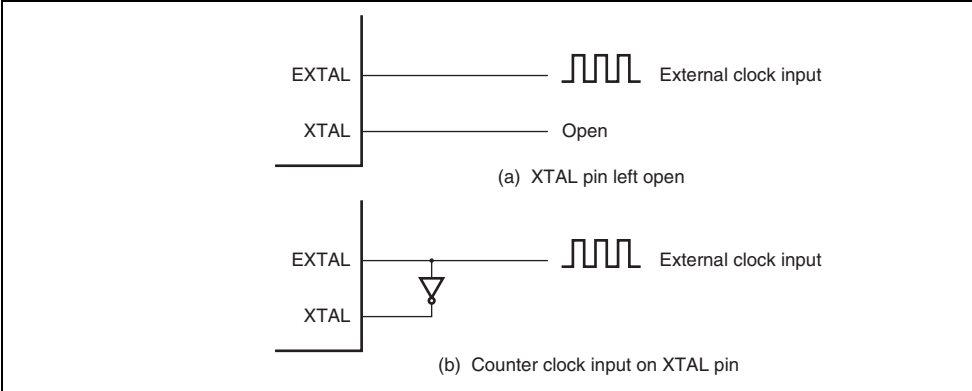 EXTAL External clock input
XTAL Open
(a) XTAL pin left open
EXTAL External clock input
XTAL
(b) Counter clock input on XTAL pin